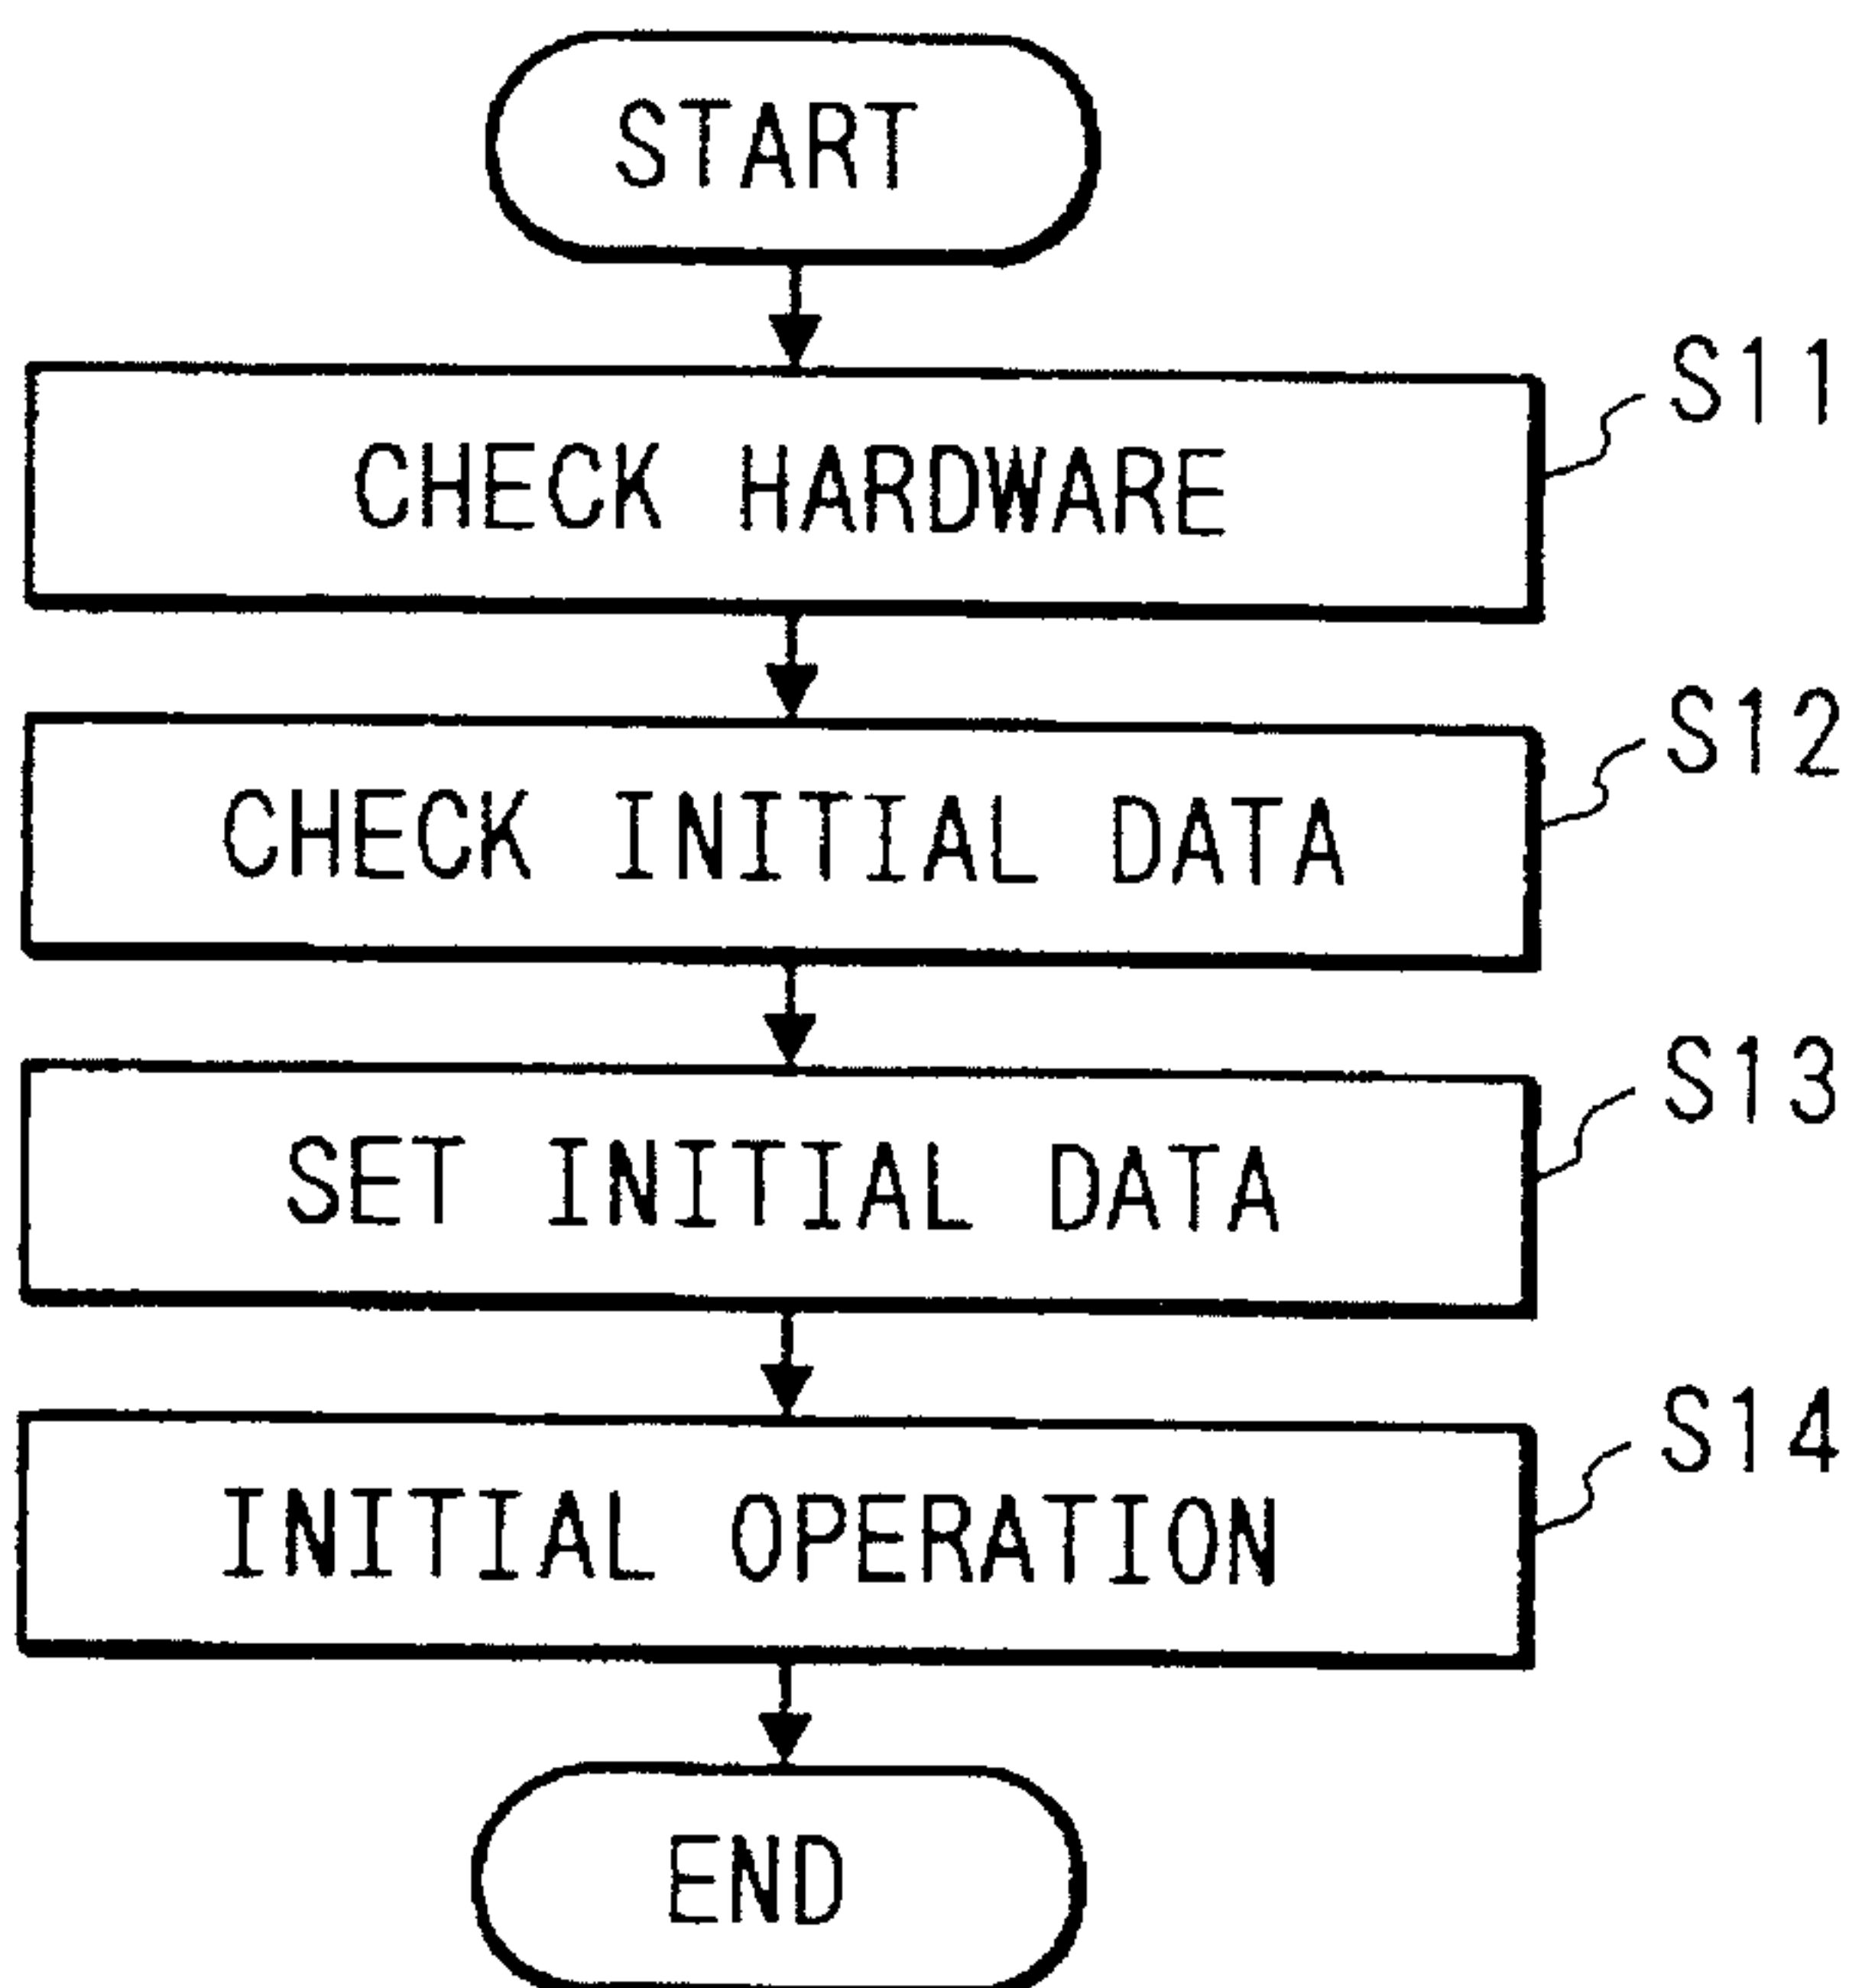 START
CHECK HARDWARE
S11
CHECK INITIAL DATA
S12
SET INITIAL DATA
S13
INITIAL OPERATION
S14
END